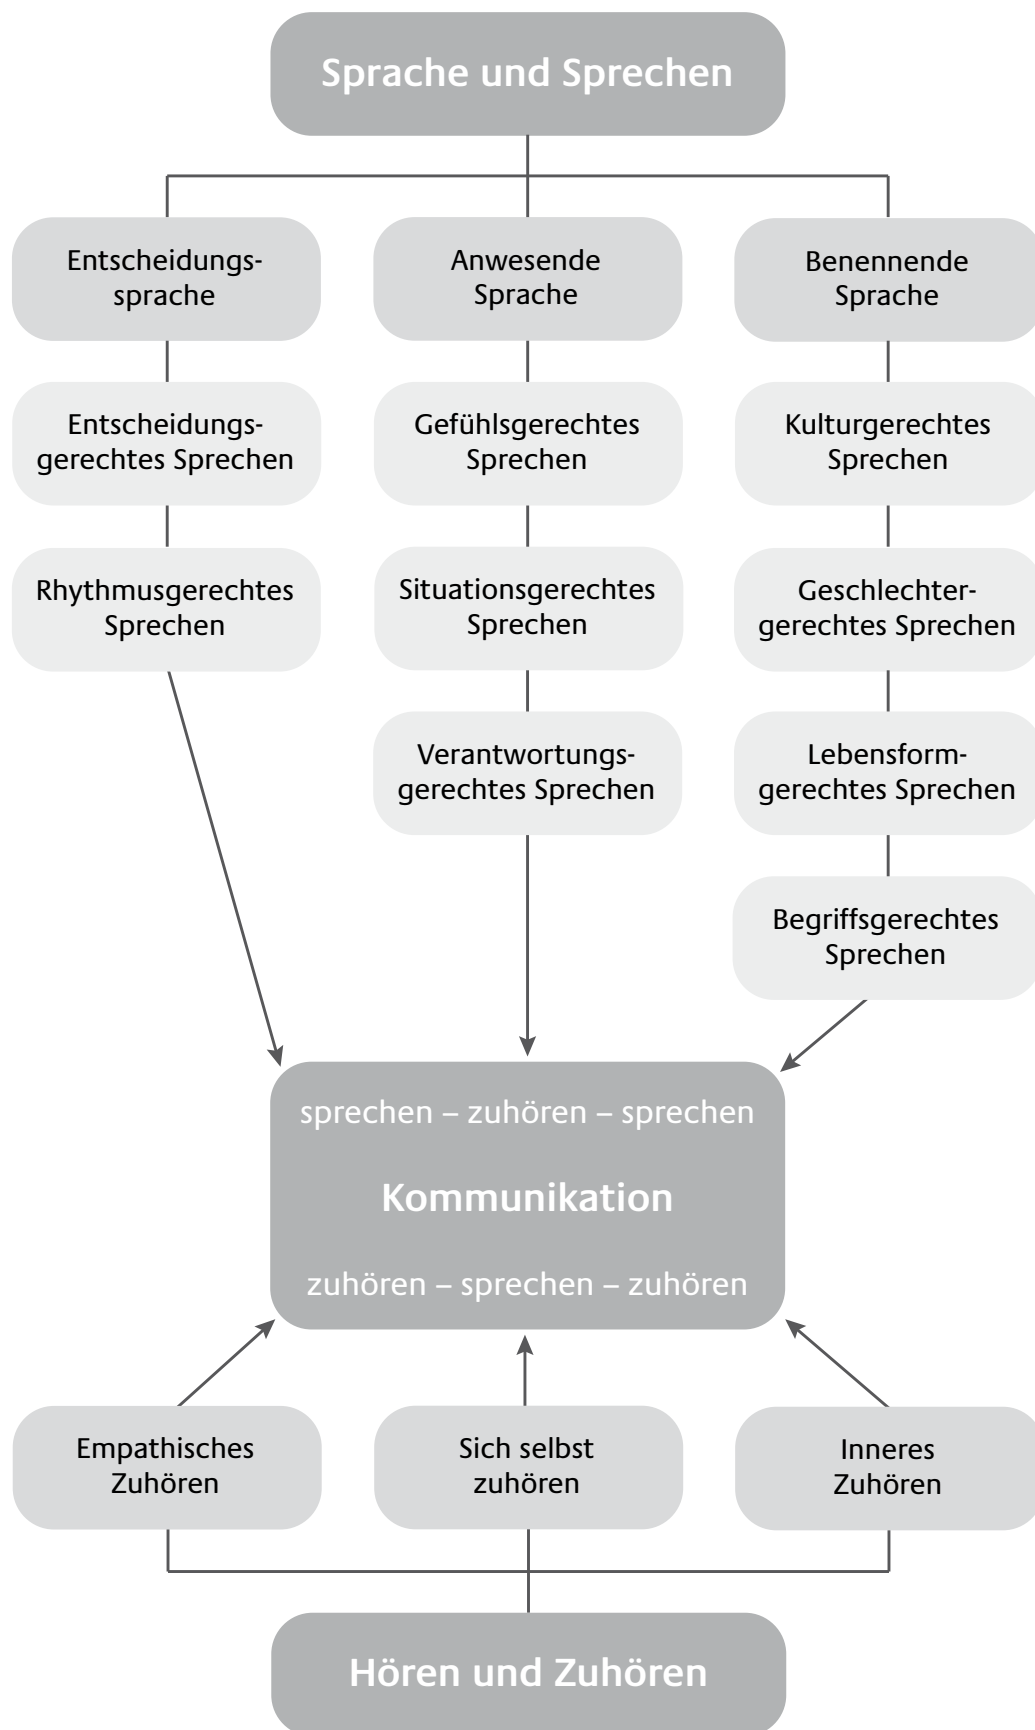 Sprache und Sprechen
Entscheidungs-
sprache
Anwesende
Sprache
Benennende
Sprache
Entscheidungs-
gerechtes Sprechen
Gefühlsgerechtes
Sprechen
Kulturgerechtes
Sprechen
Rhythmusgerechtes
Sprechen
Situationsgerechtes
Sprechen
Geschlechter-
gerechtes Sprechen
Verantwortungs-
gerechtes Sprechen
Lebensform-
gerechtes Sprechen
Begriffsgerechtes
Sprechen
sprechen – zuhören – sprechen
Kommunikation
zuhören – sprechen – zuhören
Empathisches
Zuhören
Sich selbst
zuhören
Inneres
Zuhören
Hören und Zuhören